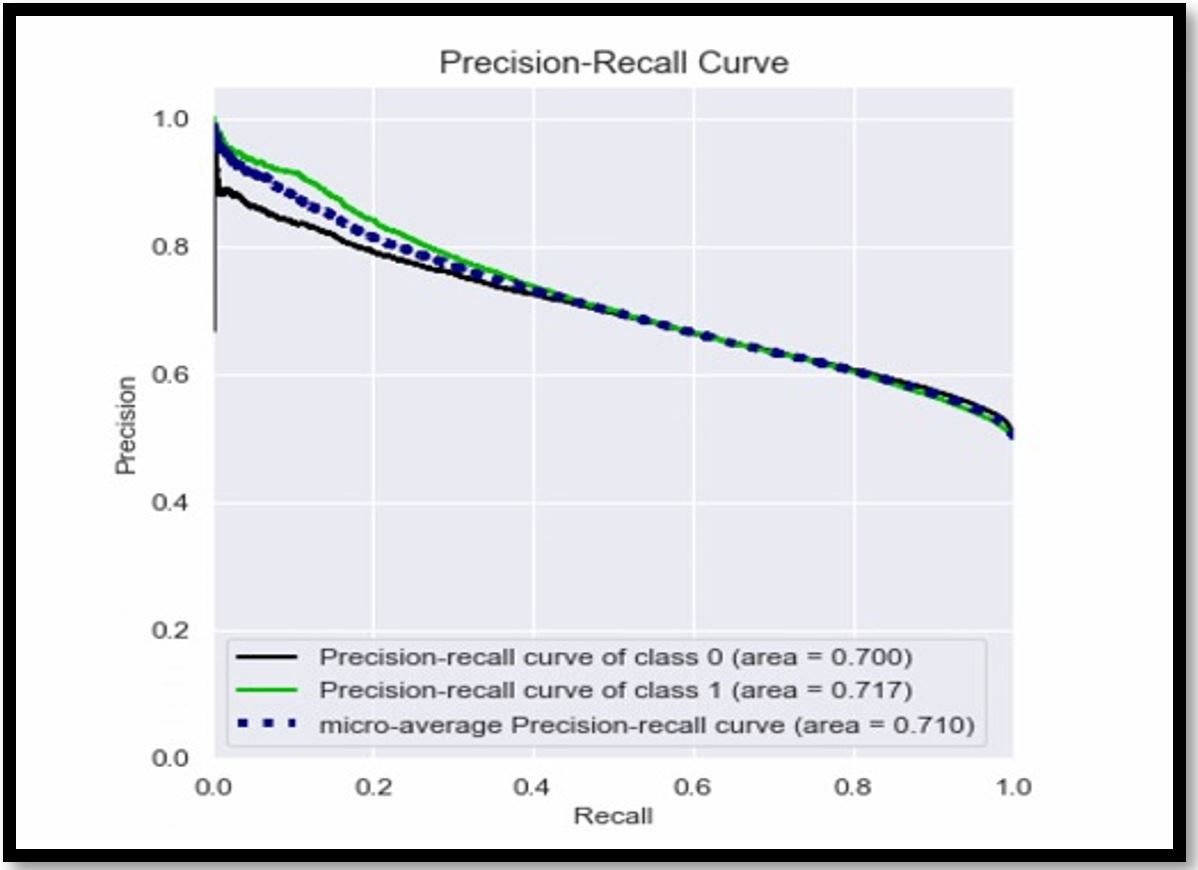 Precision-Recall Curve
1.0
0.8
0.6
0.4
0.2
0.0
Precision
Precision-recall curve of class 0 (area = 0.700)
Precision-recall curve of class 1 (area = 0.717)
micro-average Precision-recall curve (area = 0.710)
0.0 0.2 0.4 0.6 0.8 1.0
Recall